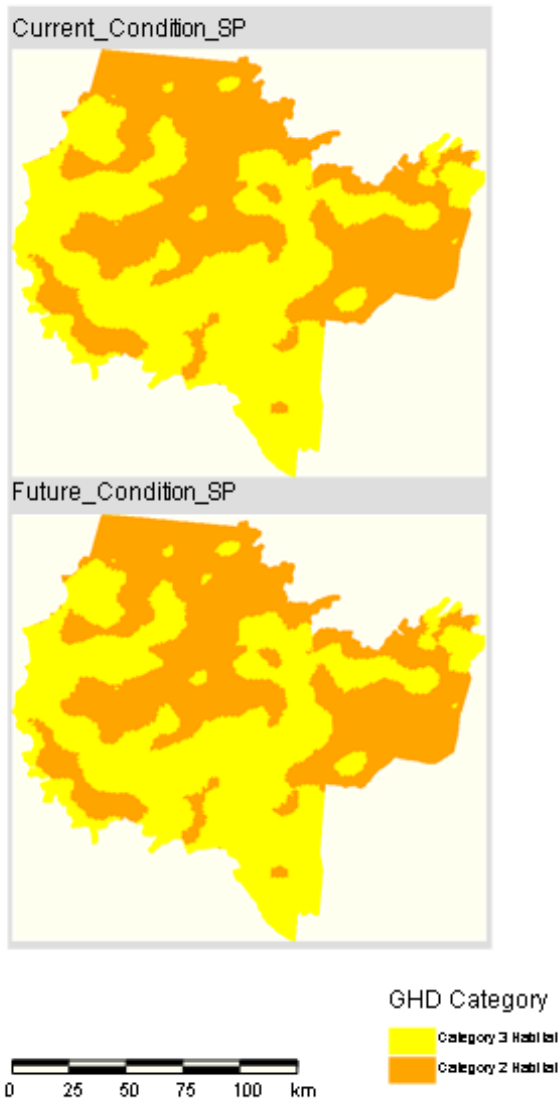 Current_Condition_SP
Future_Condition_SP
GHD Category
Category 3 Habitat
Category 2 Habitat
0 25 50 75 100 km